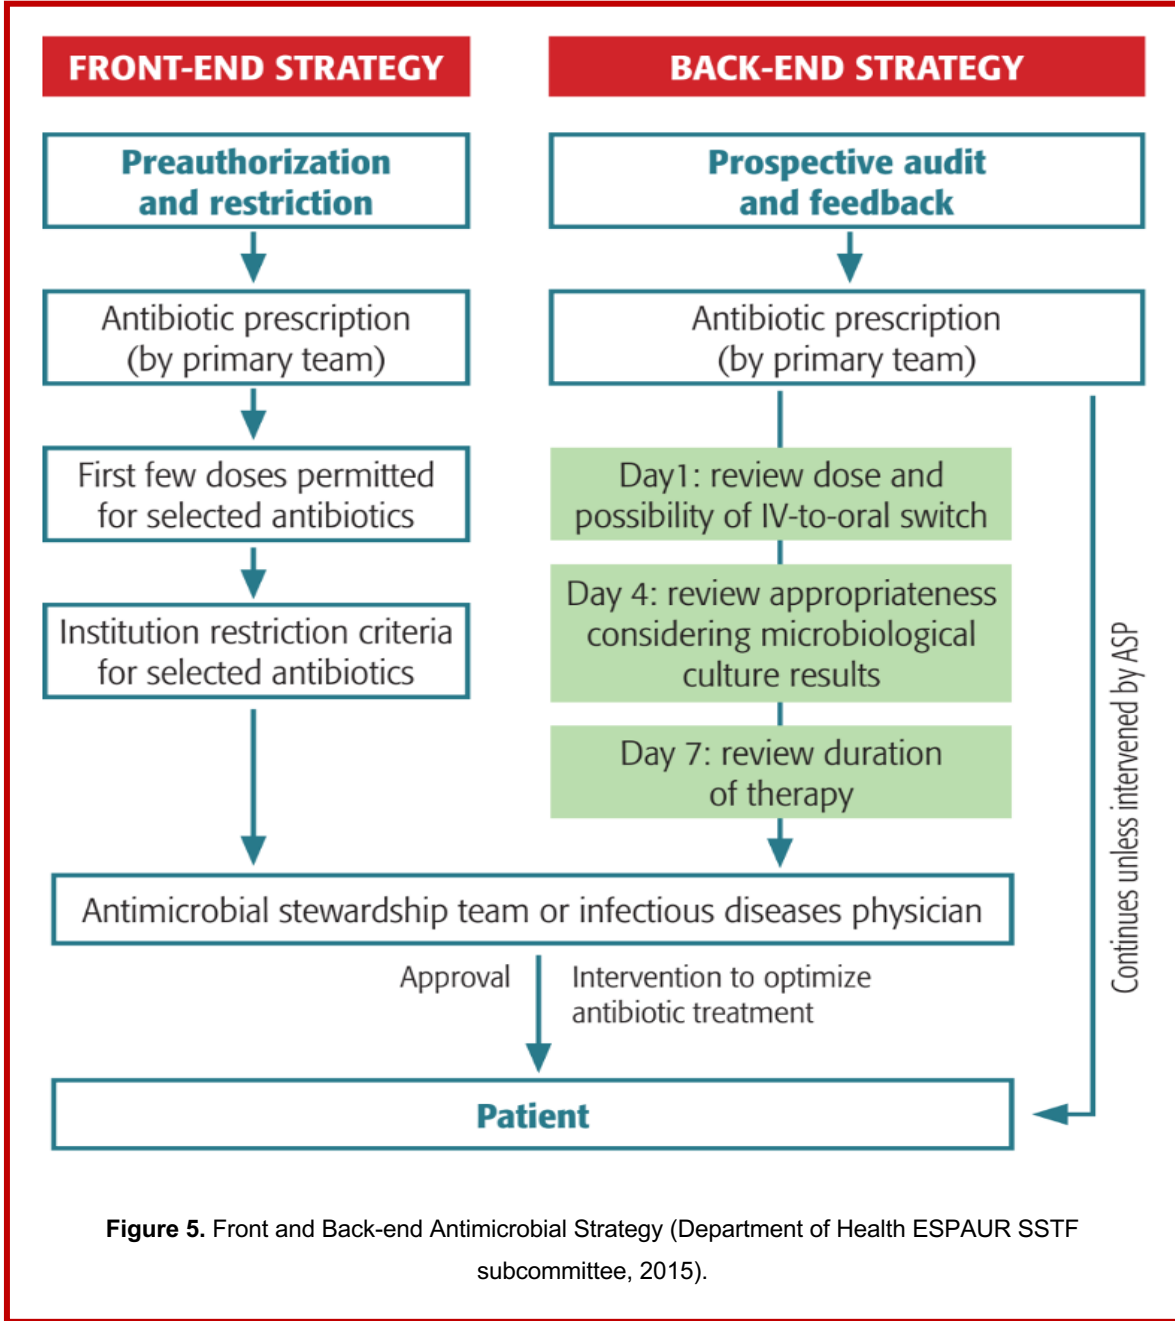 FRONT-END STRATEGY
Preauthorization
and restriction
Antibiotic prescription
(by primary team)
First few doses permitted
for selected antibiotics
Institution restriction criteria
for selected antibiotics
BACK-END STRATEGY
Prospective audit
and feedback
Antibiotic prescription
(by primary team)
Day1: review dose and
possibility of IV-to-oral switch
Day 4: review appropriateness
considering microbiological
culture results
Day 7: review duration
of therapy
Continues unless intervened by ASP
Antimicrobial stewardship team or infectious diseases physician
Approval
Intervention to optimize
antibiotic treatment
Patient
Figure 5. Front and Back-end Antimicrobial Strategy (Department of Health ESPAUR SSTF
subcommittee, 2015).